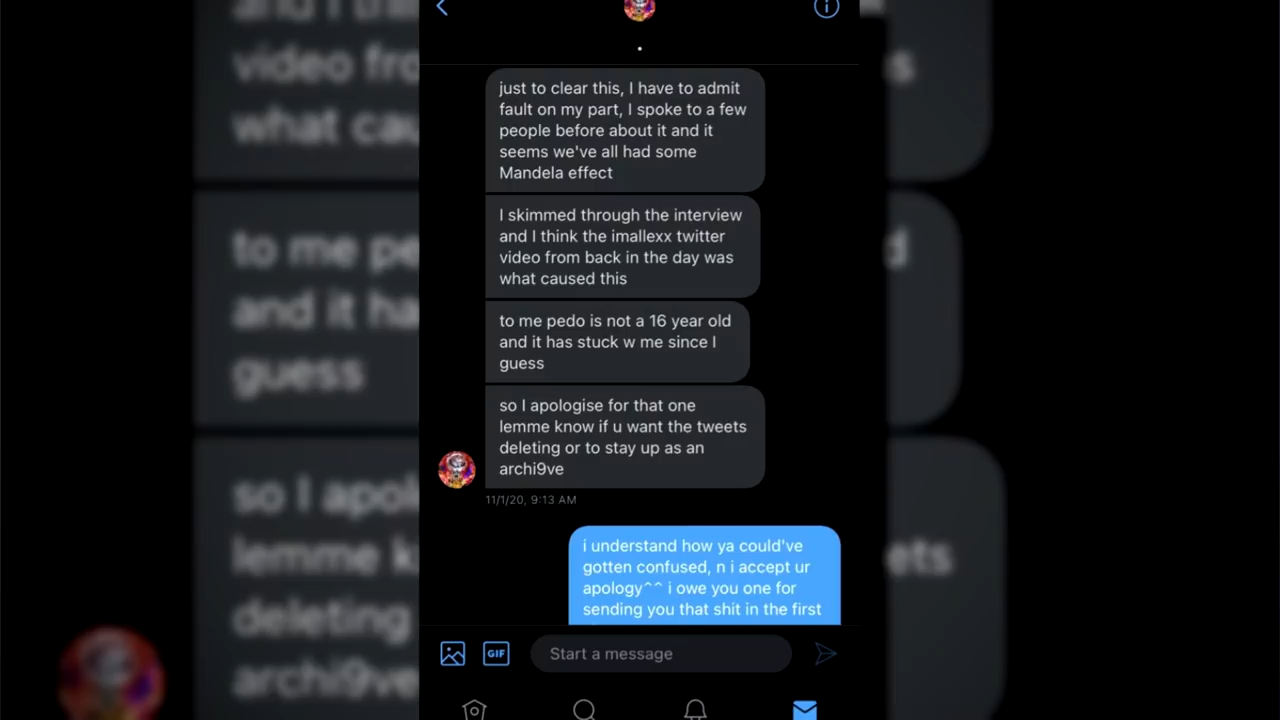 just to clear this, I have to admit
fault on my part, I spoke to a few
people before about it and it
seems we've all had some
Mandela effect
I skimmed through the interview
and I think the imallexx twitter
video from back in the day was
what caused this
to me pedo is not a 16 year old
and it has stuck w me since I
guess
so I apologise for that one
lemme know if u want the tweets
deleting or to stay up as an
archi9ve
11/1/20, 9:13 AM
i understand how ya could've
gotten confused, n i accept ur
apology^^ i owe you one for
sending you that shit in the first
GIF
Start a message